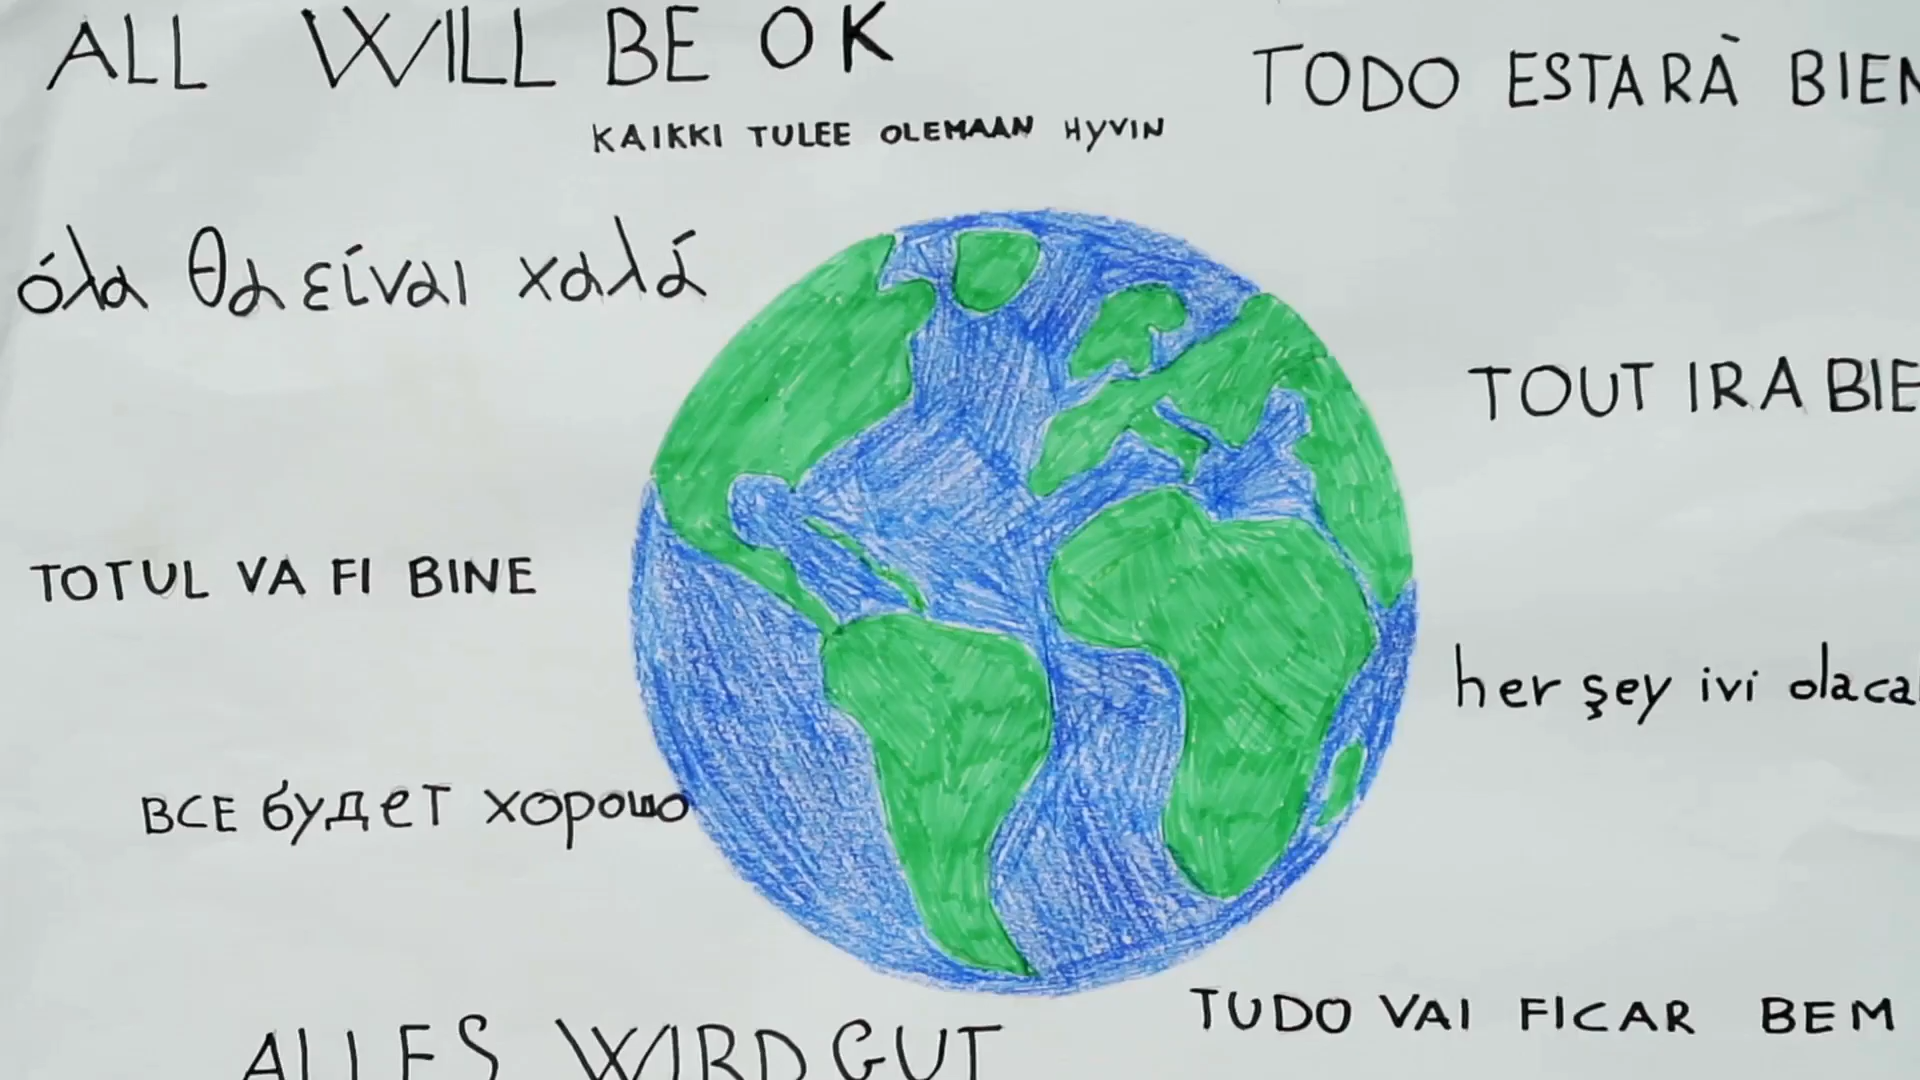 ALL WILL BE OK
TODO ESTARÀ BIEN
KAIKKI TULEE OLEMAAN HYVIN
όλα θα είναι χαλά
TOUT IRA BIE
TOTUL VA FI BINE
her şey ivi olaca
ВСЕ будет хорошо
TUDO VAI FICAR BEM
ALLES WIRD GUT